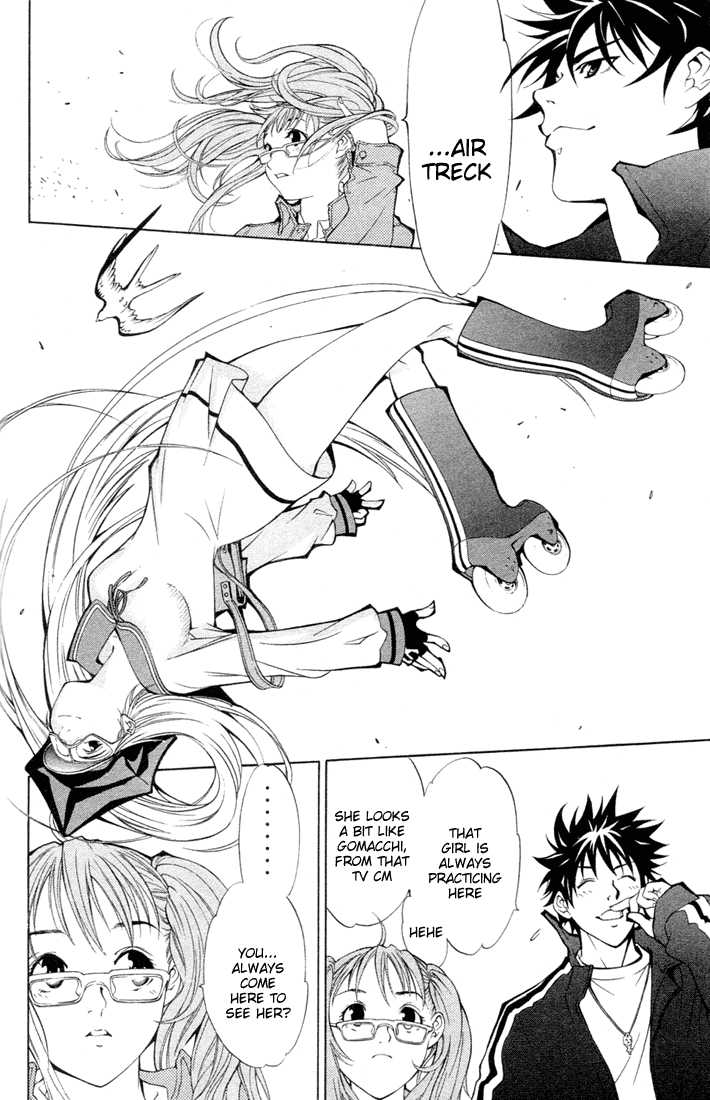 ...AIR
TRECK
THAT
GIRL IS
ALWAYS
PRACTICING
HERE
SHE LOOKS
A BIT LIKE
GOMACCHI,
FROM THAT
TV CM
HEHE
.......
YOU...
ALWAYS
COME
HERE TO
SEE HER?